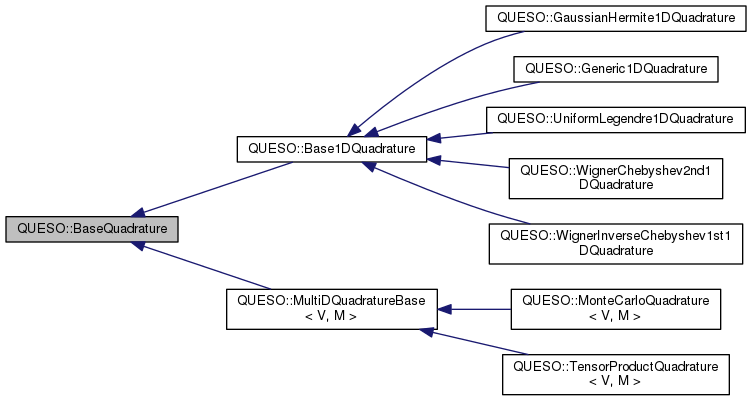 QUESO::GaussianHermite1DQuadrature
QUESO::Generic1DQuadrature
QUESO::UniformLegendre1DQuadrature
QUESO::Base1DQuadrature
QUESO::WignerChebyshev2nd1
DQuadrature
QUESO::BaseQuadrature
QUESO::WignerInverseChebyshev1st1
DQuadrature
QUESO::MultiDQuadratureBase
< V, M >
QUESO::MonteCarloQuadrature
< V, M >
QUESO::TensorProductQuadrature
< V, M >